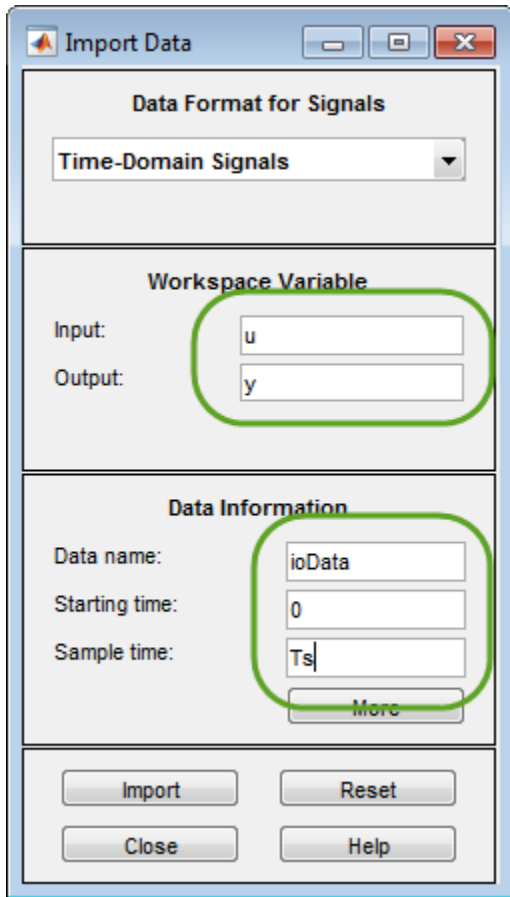 Import Data
Data Format for Signals
Time-Domain Signals
Workspace Variable
Input: u
Output: y
Data Information
Data name: ioData
Starting time: 0
Sample time: Ts
More
Import Reset
Close Help